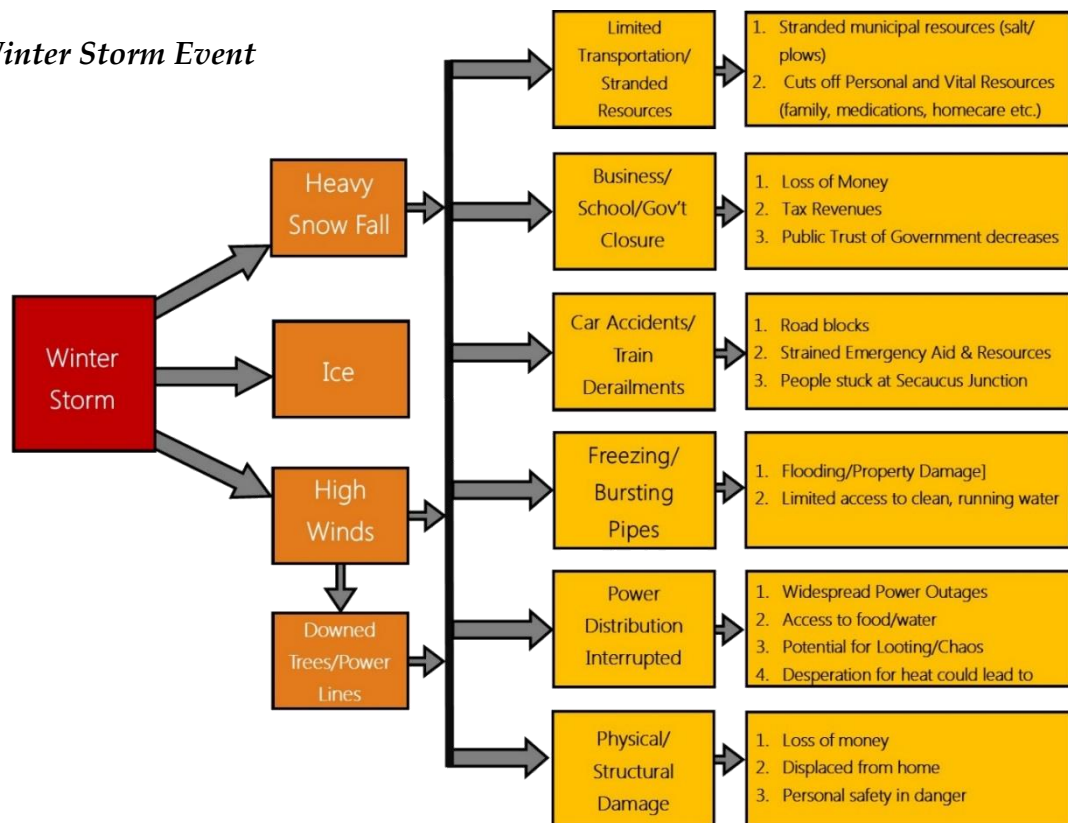 Winter Storm Event
Winter
Storm
Heavy
Snow Fall
Ice
High
Winds
Downed
Trees/Power
Lines
Limited
Transportation/
Stranded
Resources
1. Stranded municipal resources (salt/
plows)
2. Cuts off Personal and Vital Resources
(family, medications, homecare etc.)
Business/
School/Gov't
Closure
1. Loss of Money
2. Tax Revenues
3. Public Trust of Government decreases
Car Accidents/
Train
Derailments
1. Road blocks
2. Strained Emergency Aid & Resources
3. People stuck at Secaucus Junction
Freezing/
Bursting
Pipes
1. Flooding/Property Damage]
2. Limited access to clean, running water
Power
Distribution
Interrupted
1. Widespread Power Outages
2. Access to food/water
3. Potential for Looting/Chaos
4. Desperation for heat could lead to
Physical/
Structural
Damage
1. Loss of money
2. Displaced from home
3. Personal safety in danger